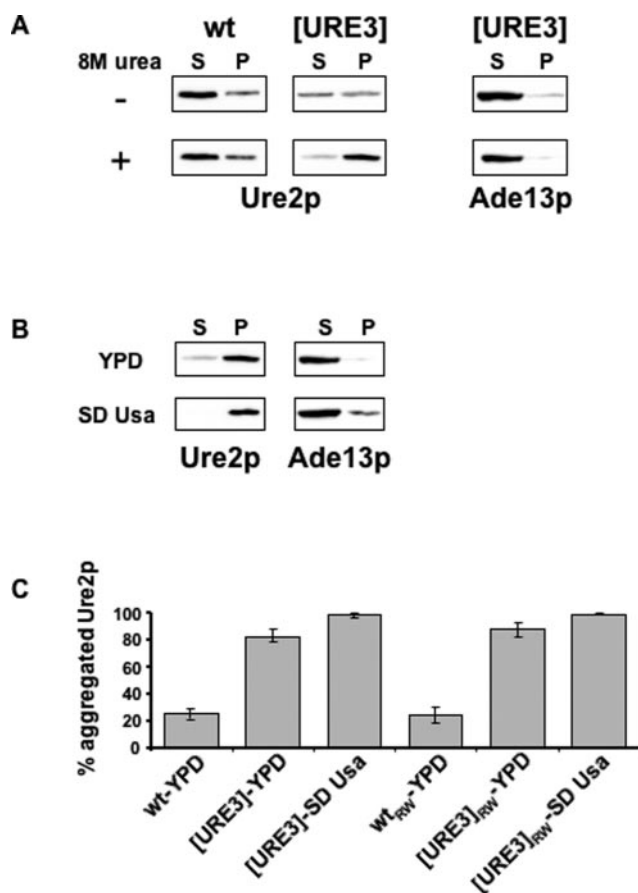 A
wt [URE3] [URE3]
8M urea S P S P S P
-
+
Ure2p Ade13p
B
S P S P
YPD
SD Usa
Ure2p Ade13p
C
% aggregated Ure2p
100
80
60
40
20
0
wt-YPD
[URE3]-YPD
[URE3]-SD Usa
wtRW-YPD
[URE3]RW-YPD
[URE3]RW-SD Usa